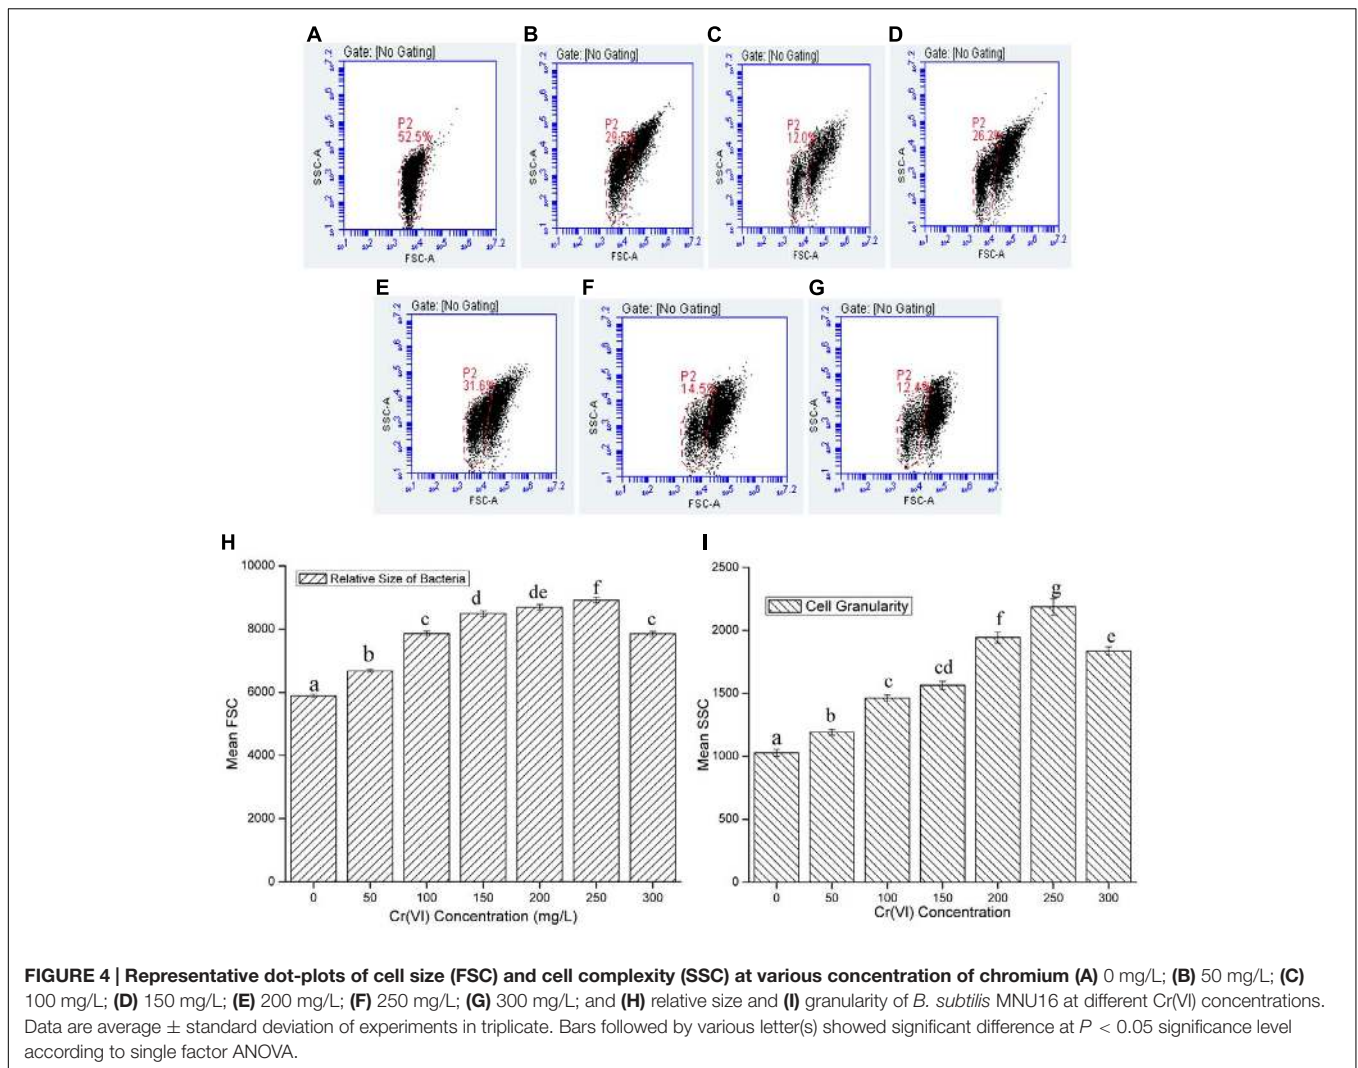 A
Gate: [No Gating]
P2
52.5%
SSC-A
FSC-A
B
Gate: [No Gating]
P2
SSC-A
FSC-A
C
Gate: [No Gating]
P2
12.0%
SSC-A
FSC-A
D
Gate: [No Gating]
P2
SSC-A
FSC-A
E
Gate: [No Gating]
P2
31.6%
SSC-A
FSC-A
F
Gate: [No Gating]
P2
14.5%
SSC-A
FSC-A
G
Gate: [No Gating]
P2
SSC-A
FSC-A
H
Relative Size of Bacteria
Mean FSC
10000
8000
6000
4000
2000
0
a
b
c
d
de
f
c
0 50 100 150 200 250 300
Cr(VI) Concentration (mg/L)
I
Cell Granularity
Mean SSC
2500
2000
1500
1000
500
0
a
b
c
cd
f
g
e
0 50 100 150 200 250 300
Cr(VI) Concentration
FIGURE 4 | Representative dot-plots of cell size (FSC) and cell complexity (SSC) at various concentration of chromium (A) 0 mg/L; (B) 50 mg/L; (C)
100 mg/L; (D) 150 mg/L; (E) 200 mg/L; (F) 250 mg/L; (G) 300 mg/L; and (H) relative size and (I) granularity of B. subtilis MNU16 at different Cr(VI) concentrations.
Data are average ± standard deviation of experiments in triplicate. Bars followed by various letter(s) showed significant difference at P < 0.05 significance level
according to single factor ANOVA.